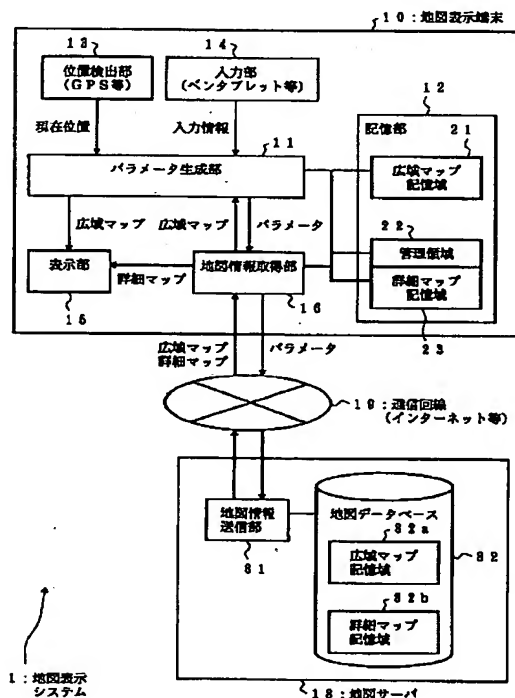 10:地図表示端末
13
位置検出部
(GPS等)
14
入力部
(ペンタブレット等)
12
現在位置
入力情報
記憶部
21
11
パラメータ生成部
広域マップ
記憶域
広域マップ
広域マップ
パラメータ
22
管理領域
表示部
詳細マップ
地図情報取得部
詳細マップ
記憶域
15
16
23
広域マップ
詳細マップ
パラメータ
19:通信回線
(インターネット等)
地図情報
送信部
81
地図データベース
82a
広域マップ
記憶域
82
82b
詳細マップ
記憶域
1:地図表示
システム
18:地図サーバ